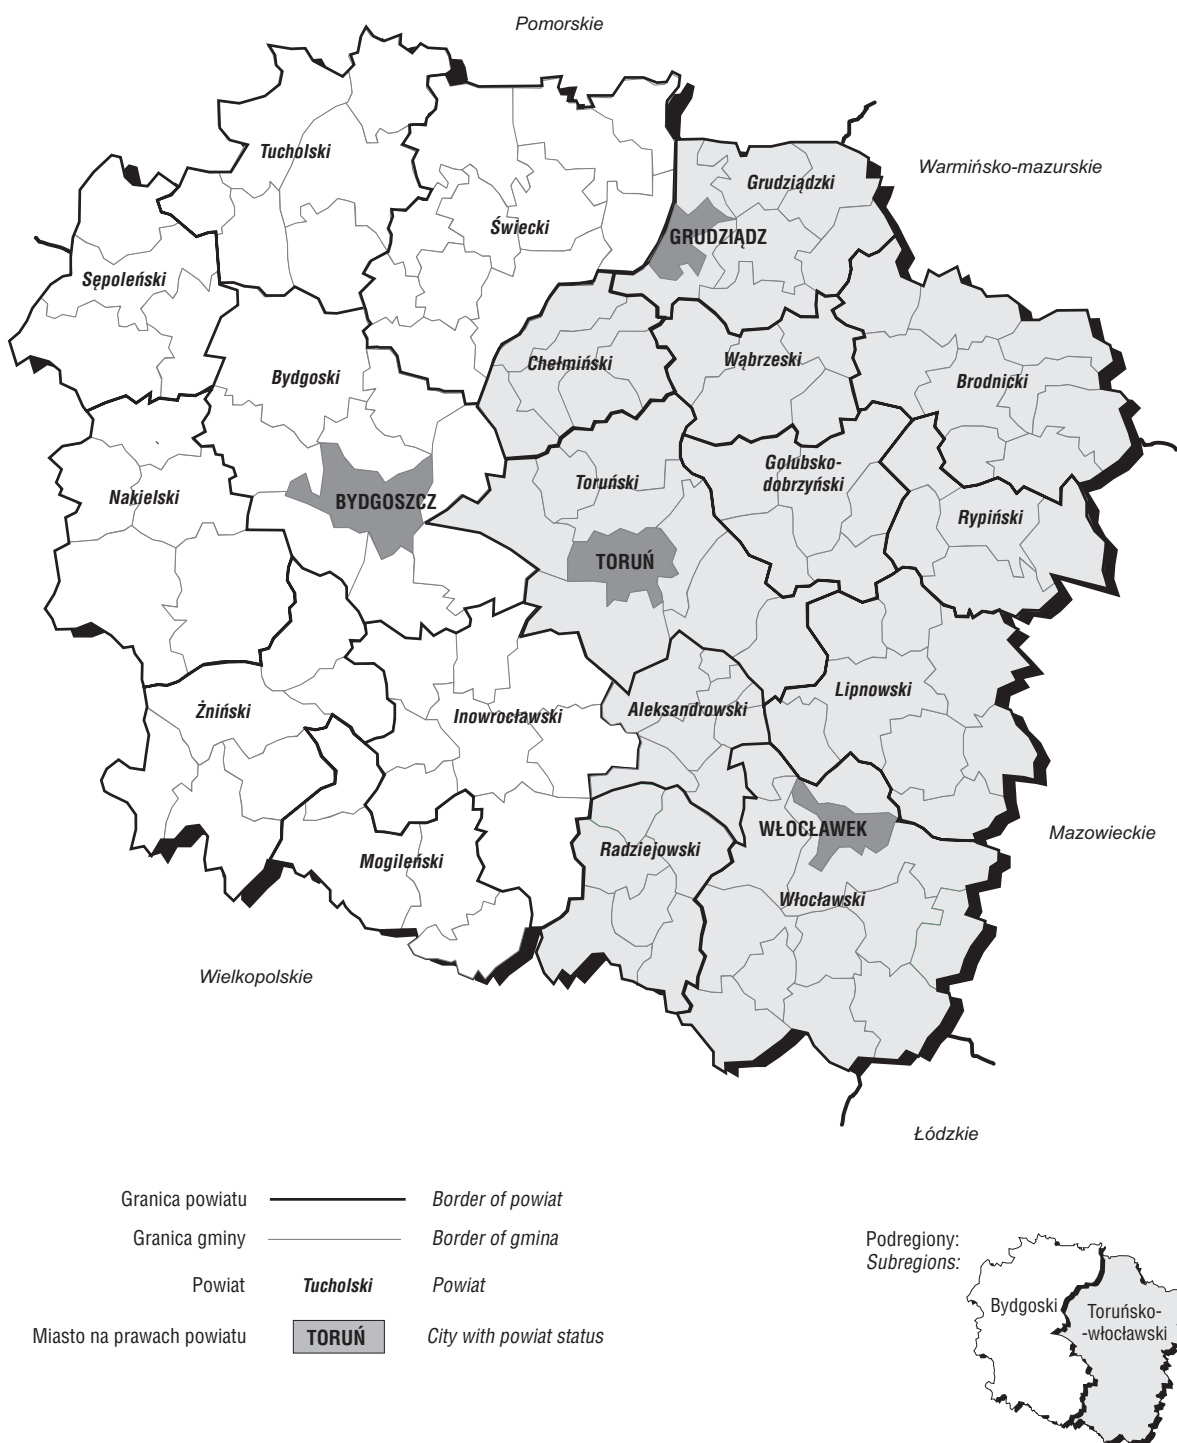 Pomorskie
Warmińsko-mazurskie
Tucholski
Grudziądzki
Świecki
GRUDZIĄDZ
Sępoleński
Chełmiński
Wąbrzeski
Bydgoski
Brodnicki
Gołubsko-
dobrzyński
Toruński
Nakielski
BYDGOSZCZ
Rypiński
TORUŃ
Lipnowski
Żniński
Inowrocławski
Aleksandrowski
WŁOCŁAWEK
Mazowieckie
Radziejowski
Mogileński
Włocławski
Wielkopolskie
Łódzkie
Granica powiatu Border of powiat
Granica gminy Border of gmina
Powiat Tucholski Powiat
Miasto na prawach powiatu TORUŃ City with powiat status
Podregiony:
Subregions:
Bydgoski
Toruńsko-
-włocławski